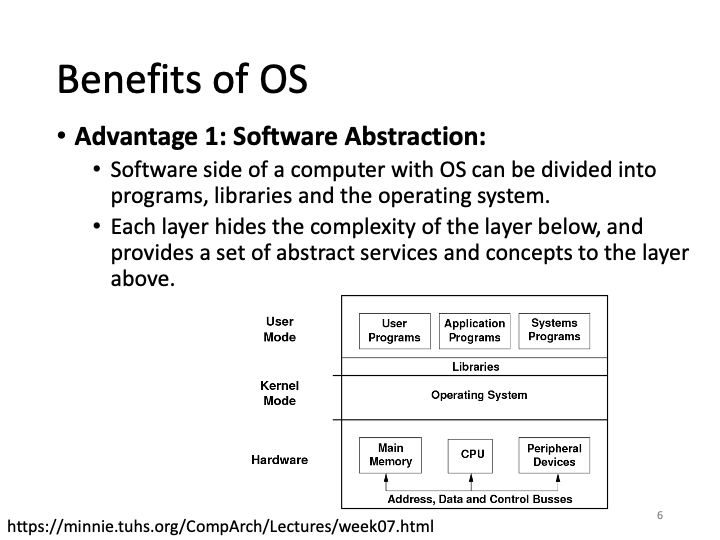 Benefits of OS
• Advantage 1: Software Abstraction:
• Software side of a computer with OS can be divided into
programs, libraries and the operating system.
• Each layer hides the complexity of the layer below, and
provides a set of abstract services and concepts to the layer
above.
User
Mode
User
Programs
Application
Programs
Systems
Programs
Libraries
Kernel
Mode
Operating System
Hardware
Main
Memory
CPU
Peripheral
Devices
Address, Data and Control Busses
6
https://minnie.tuhs.org/CompArch/Lectures/week07.html